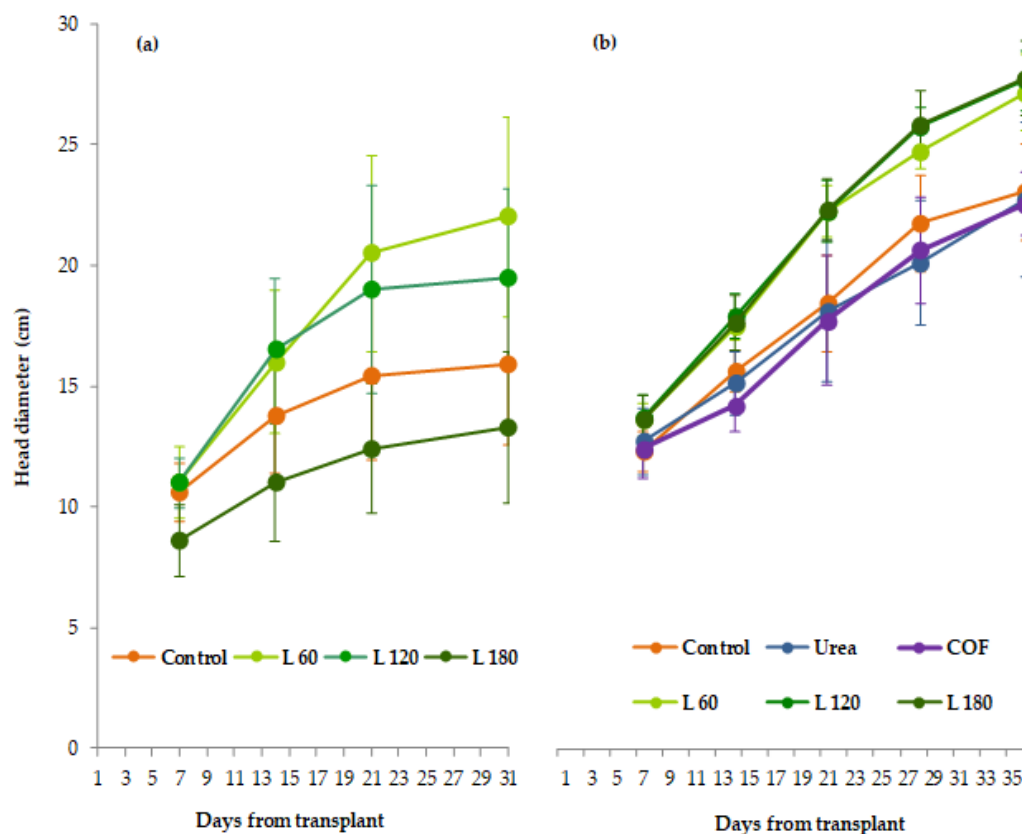 30
25
20
15
10
5
0
Head diameter (cm)
(a)
Control L 60 L 120 L 180
1 3 5 7 9 11 13 15 17 19 21 23 25 27 29 31
Days from transplant
(b)
Control Urea COF
L 60 L 120 L 180
1 3 5 7 9 11 13 15 17 19 21 23 25 27 29 31 33 35
Days from transplant